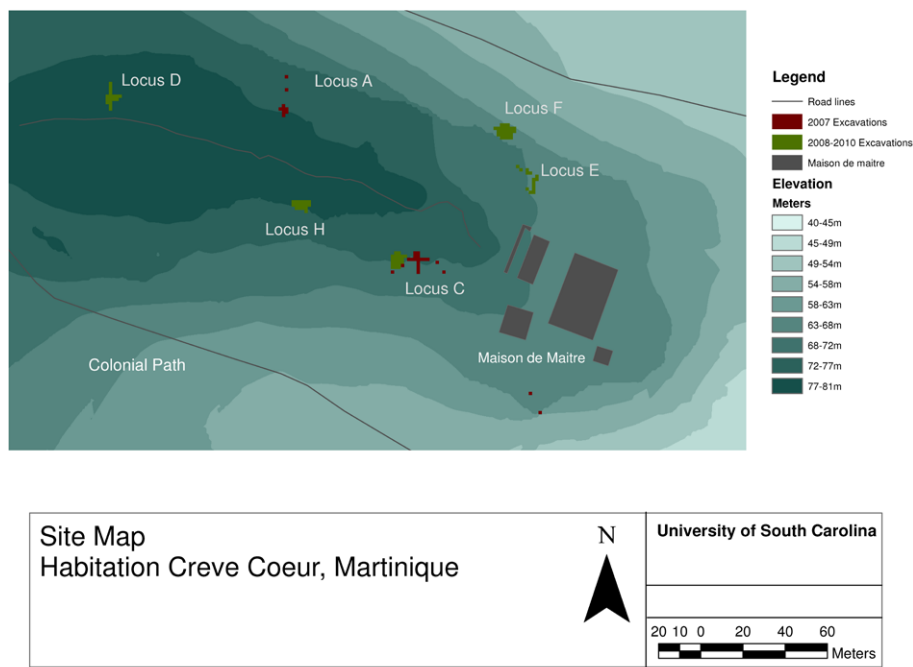 Locus D
Locus A
Locus F
Locus E
Locus H
Locus C
Maison de Maitre
Colonial Path
Legend
Road lines
2007 Excavations
2008-2010 Excavations
Maison de maitre
Elevation
Meters
40-45m
45-49m
49-54m
54-58m
58-63m
63-68m
68-72m
72-77m
77-81m
Site Map
Habitation Creve Coeur, Martinique
N
University of South Carolina
20 10 0 20 40 60
Meters